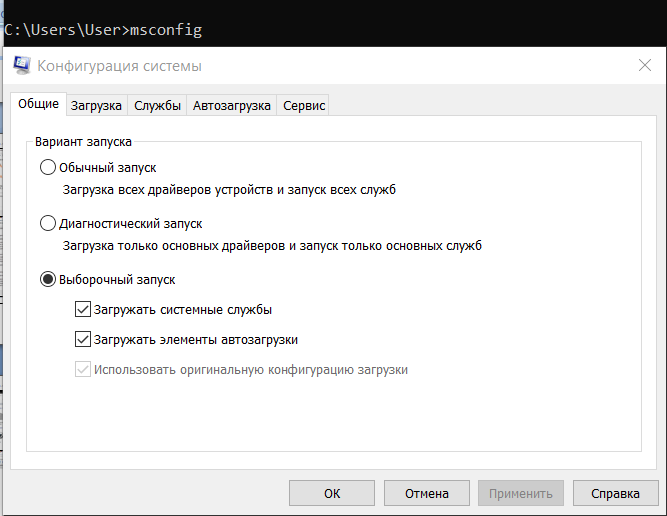 C:\Users\User>msconfig
Конфигурация системы
Общие Загрузка Службы Автозагрузка Сервис
Вариант запуска
Обычный запуск
Загрузка всех драйверов устройств и запуск всех служб
Диагностический запуск
Загрузка только основных драйверов и запуск только основных служб
Выборочный запуск
Загружать системные службы
Загружать элементы автозагрузки
Использовать оригинальную конфигурацию загрузки
ОК Отмена Применить Справка